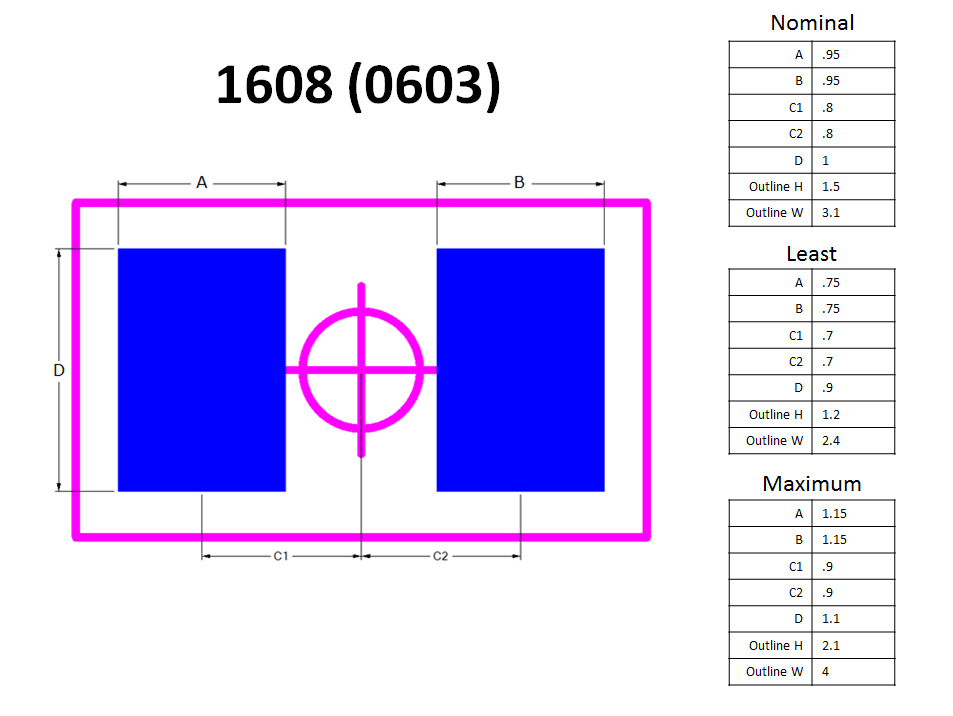 1608 (0603)
A
B
D
C1
C2
Nominal
A .95
B .95
C1 .8
C2 .8
D 1
Outline H 1.5
Outline W 3.1
Least
A .75
B .75
C1 .7
C2 .7
D .9
Outline H 1.2
Outline W 2.4
Maximum
A 1.15
B 1.15
C1 .9
C2 .9
D 1.1
Outline H 2.1
Outline W 4